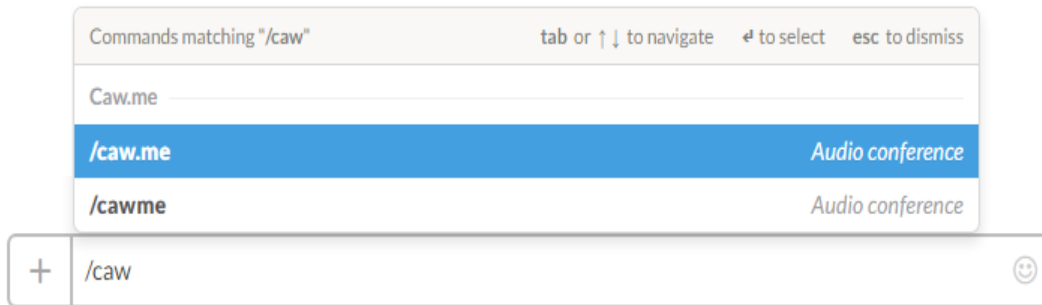 Commands matching "/caw" tab or ↑ ↓ to navigate ↵ to select esc to dismiss
Caw.me
/caw.me Audio conference
/cawme Audio conference
+ /caw